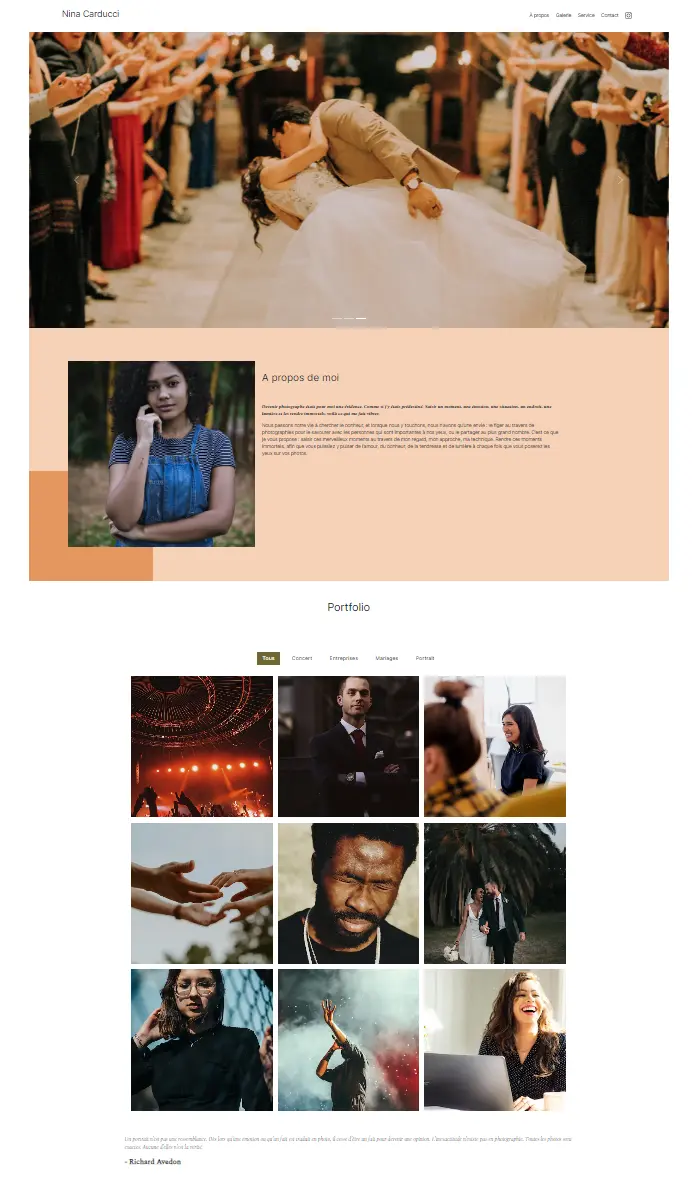 Nina Carducci
À propos Galerie Service Contact
A propos de moi
Devenir photographe était pour moi une évidence. Comme si j'y étais prédestiné. Saisir un moment, une émotion, une situation, un endroit, une
lumière et les rendre immortels, voilà ce qui me fait vibrer.
Nous passons notre vie à chercher le bonheur, et lorsque nous y touchons, nous n'avons qu'une envie : le figer au travers de
photographies pour le savourer avec les personnes qui sont importantes à nos yeux, ou le partager au plus grand nombre. C'est ce que
je vous propose : saisir ces merveilleux moments au travers de mon regard, mon approche, ma technique. Rendre ces moments
immortels, afin que vous puissiez y puiser de l'amour, du bonheur, de la tendresse et de lumière à chaque fois que vous poserez les
yeux sur vos photos.
Portfolio
Tous Concert Entreprises Mariages Portrait
Un portrait n'est pas une ressemblance. Dès lors qu'une émotion ou qu'un fait est traduit en photo, il cesse d'être un fait pour devenir une opinion. L'inexactitude n'existe pas en photographie. Toutes les photos sont
exactes. Aucune d'elles n'est la vérité.
- Richard Avedon